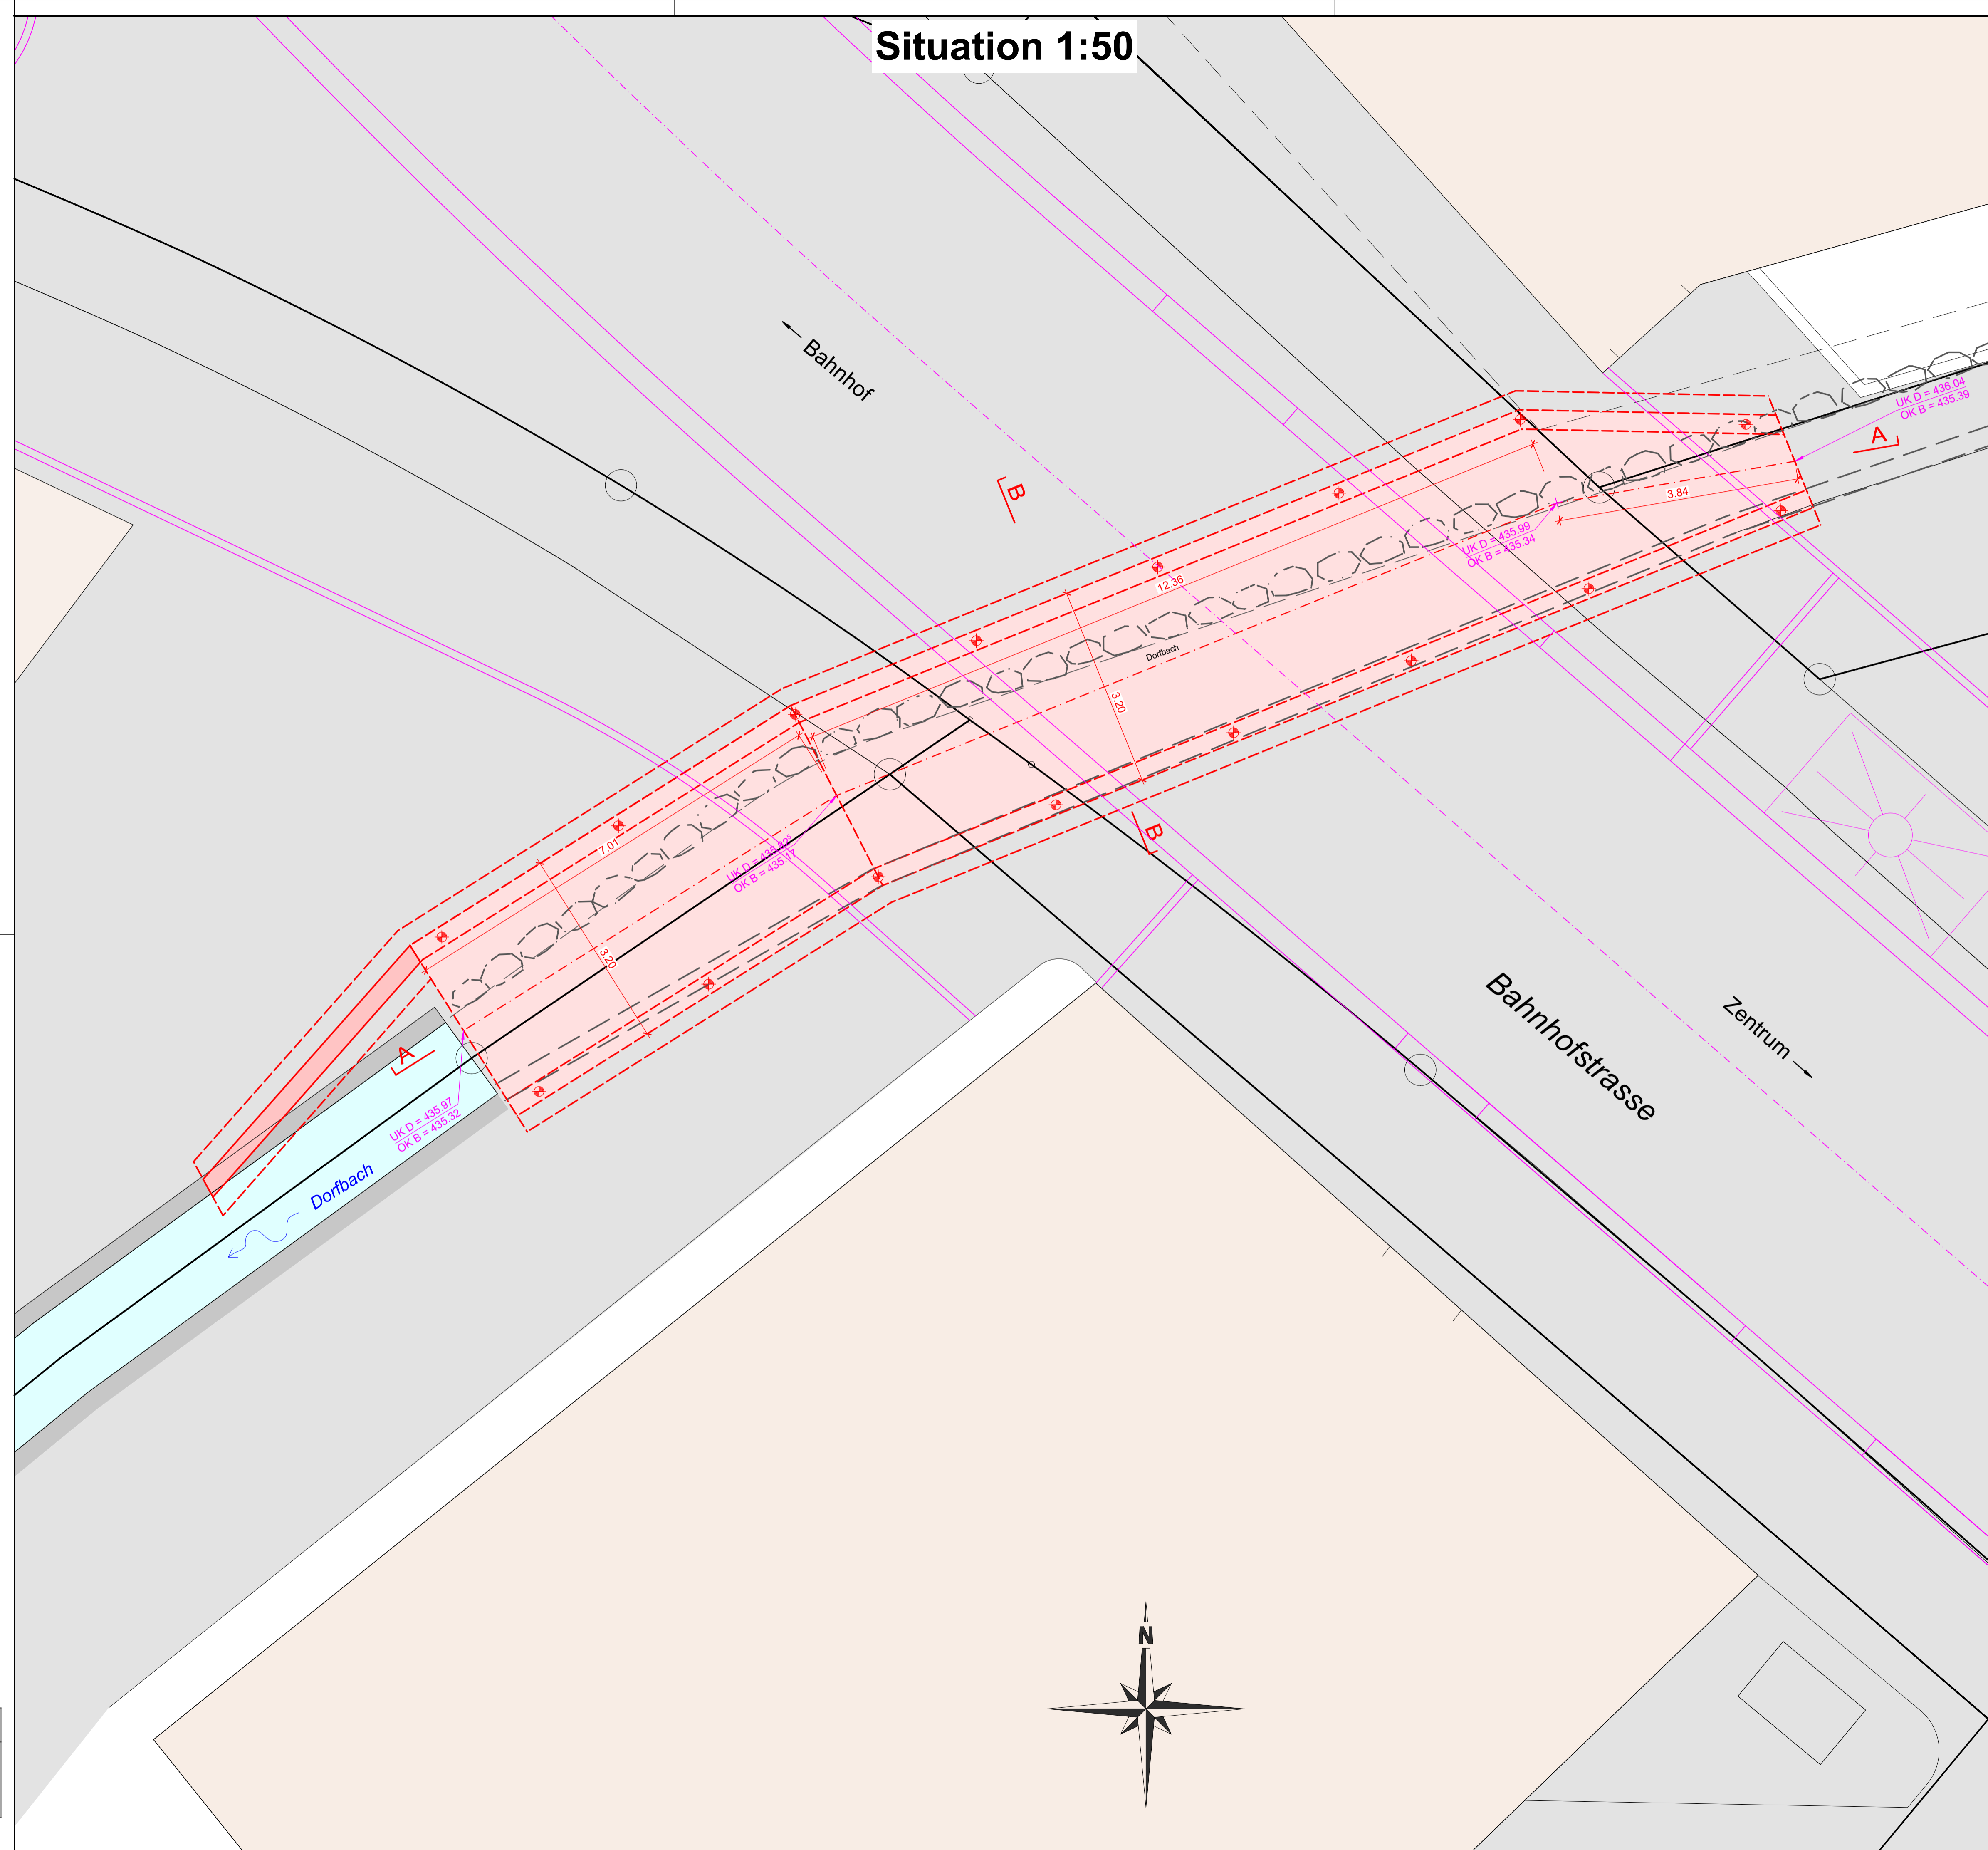 Situation 1:50
Bahnhof
UK D = 436.04
OK B = 435.39
A
B
3.84
UK D = 435.99
OK B = 435.34
12.36
Dorfbach
3.20
B
7.01
OK B = 435.17
3.20
Bahnhofstrasse
Zentrum
A
UK D = 435.97
OK B = 435.32
Dorfbach
N